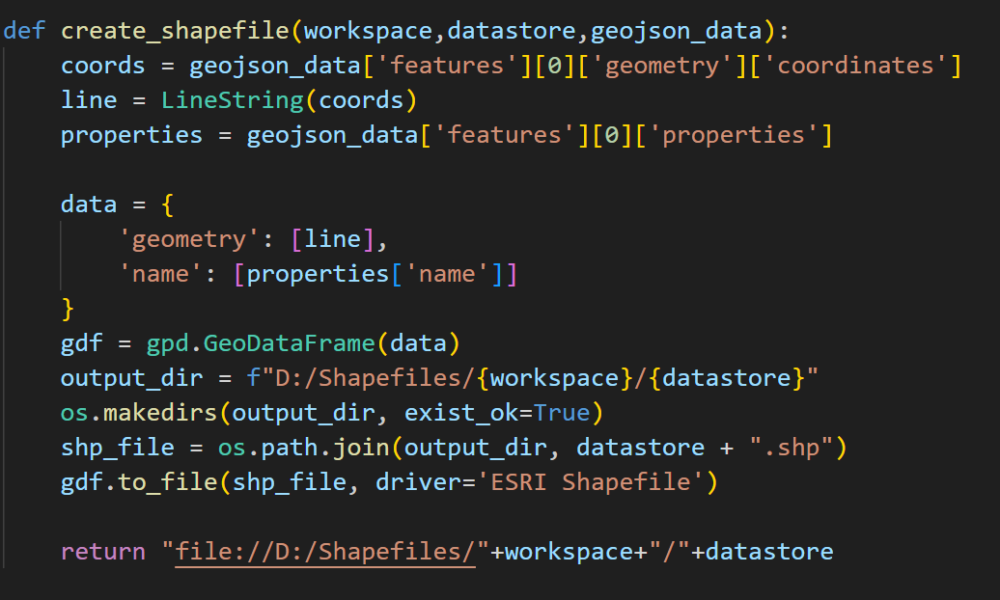 def create_shapefile(workspace,datastore,geojson_data):
    coords = geojson_data['features'][0]['geometry']['coordinates']
    line = LineString(coords)
    properties = geojson_data['features'][0]['properties']

    data = {
        'geometry': [line],
        'name': [properties['name']]
    }
    gdf = gpd.GeoDataFrame(data)
    output_dir = f"D:/Shapefiles/{workspace}/{datastore}"
    os.makedirs(output_dir, exist_ok=True)
    shp_file = os.path.join(output_dir, datastore + ".shp")
    gdf.to_file(shp_file, driver='ESRI Shapefile')

    return "file://D:/Shapefiles/"+workspace+"/"+datastore